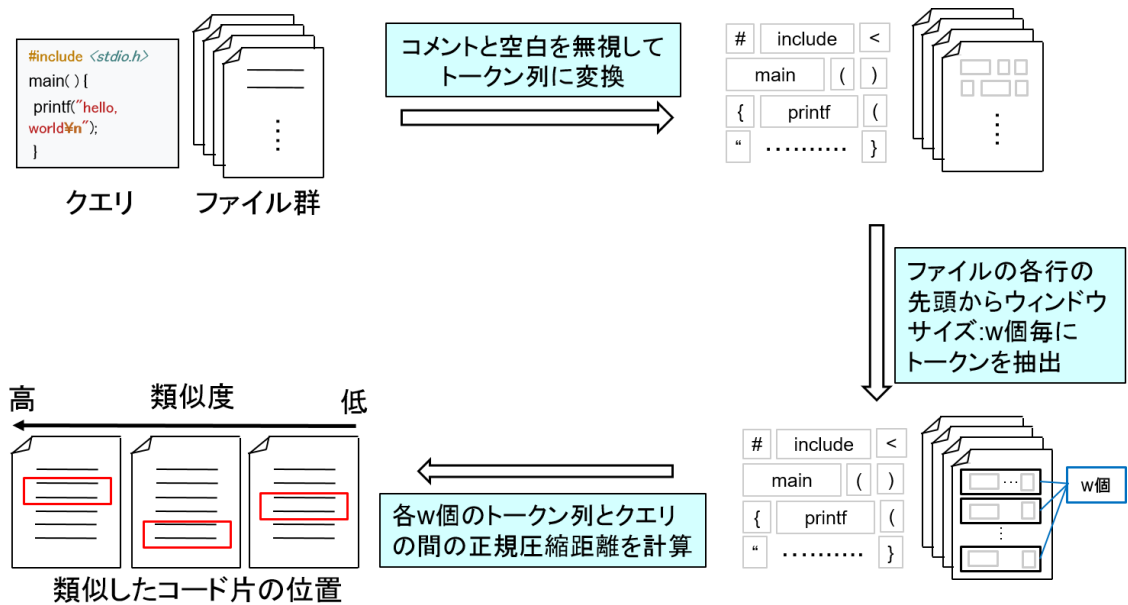 #include <stdio.h>
main( ) {
printf("hello,
world¥n");
}
クエリ
ファイル群
コメントと空白を無視して
トークン列に変換
# include <
main ( )
{ printf (
“ ・・・・・・・・・・ }
ファイルの各行の
先頭からウィンドウ
サイズ:w個毎に
トークンを抽出
# include <
main ( )
{ printf (
“ ・・・・・・・・・・ }
w個
各w個のトークン列とクエリ
の間の正規圧縮距離を計算
高 類似度 低
類似したコード片の位置